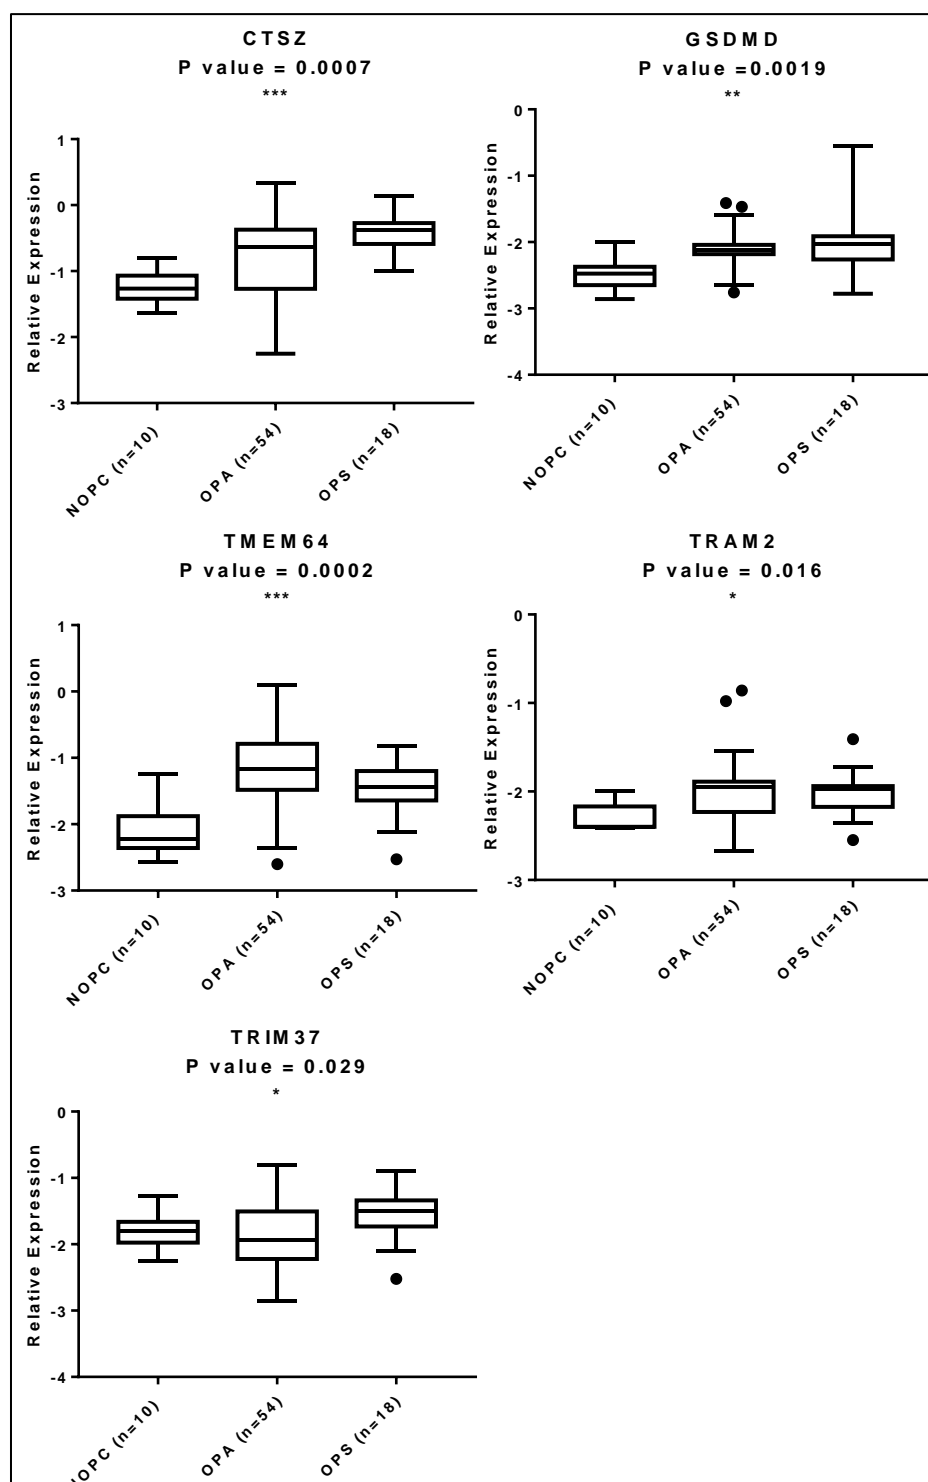 CTSZ
P value = 0.0007
***
Relative Expression
1
0
-1
-2
-3
NOPC (n=10)
OPA (n=54)
OPS (n=18)
GSDMD
P value =0.0019
**
Relative Expression
0
-1
-2
-3
-4
NOPC (n=10)
OPA (n=54)
OPS (n=18)
TMEM64
P value = 0.0002
***
Relative Expression
1
0
-1
-2
-3
NOPC (n=10)
OPA (n=54)
OPS (n=18)
TRAM2
P value = 0.016
*
Relative Expression
0
-1
-2
-3
NOPC (n=10)
OPA (n=54)
OPS (n=18)
TRIM37
P value = 0.029
*
Relative Expression
0
-1
-2
-3
-4
NOPC (n=10)
OPA (n=54)
OPS (n=18)